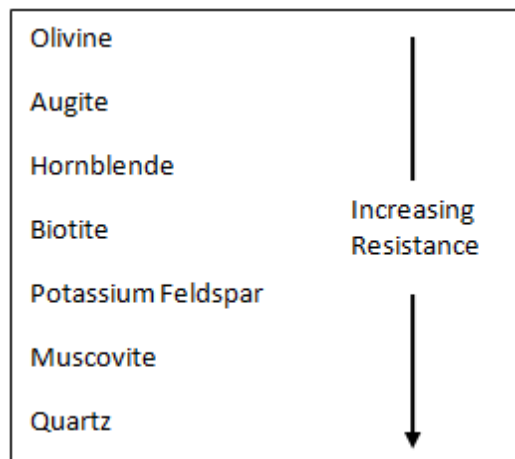 Olivine
Augite
Hornblende
Biotite
Potassium Feldspar
Muscovite
Quartz
Increasing
Resistance